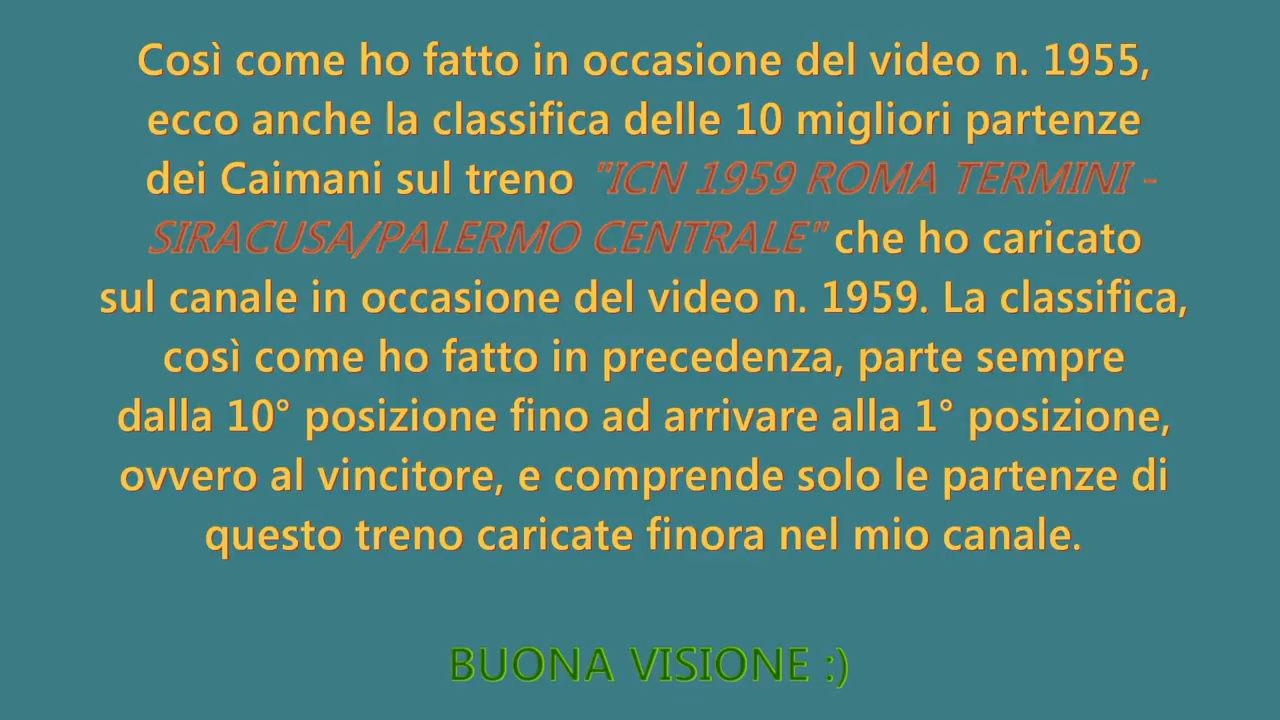 Così come ho fatto in occasione del video n. 1955,
ecco anche la classifica delle 10 migliori partenze
dei Caimani sul treno "ICN 1959 ROMA TERMINI -
SIRACUSA/PALERMO CENTRALE" che ho caricato
sul canale in occasione del video n. 1959. La classifica,
così come ho fatto in precedenza, parte sempre
dalla 10° posizione fino ad arrivare alla 1° posizione,
ovvero al vincitore, e comprende solo le partenze di
questo treno caricate finora nel mio canale.
BUONA VISIONE :)